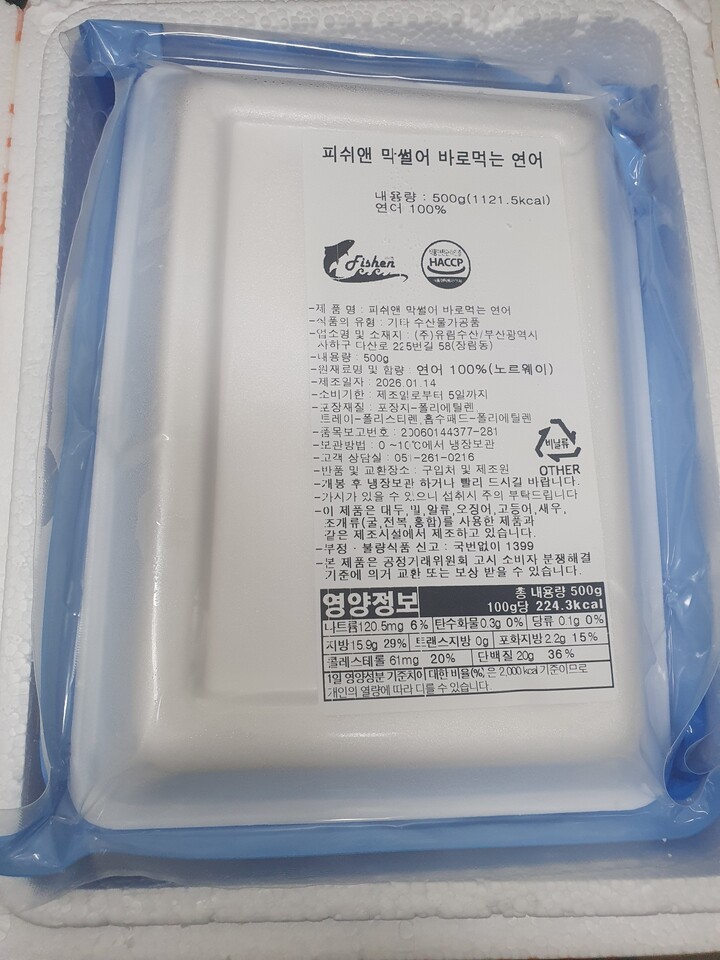 피쉬앤 막썰어 바로먹는 연어
내용량 : 500g(1121.5kcal)
연어 100%
Fishen
HACCP
-제 품 명 : 피쉬앤 막썰어 바로먹는 연어
-식품의 유형 : 기타 수산물가공품
-업소명 및 소재지 : (주)유림수산/부산광역시
사하구 다산로 225번길 58(장림동)
-내용량 : 500g
-원재료명 및 함량 : 연어 100%(노르웨이)
-제조일자 : 2026.01.14
-소비기한 : 제조일로부터 5일까지
-포장재질 : 포장지-폴리에틸렌
트레이-폴리스티렌,흡수패드-폴리에틸렌
-품목보고번호 : 20060144377-281
-보관방법 : 0 ~10℃에서 냉장보관
-고객 상담실 : 051-261-0216
-반품 및 교환장소 : 구입처 및 제조원
비닐류
OTHER
-개봉 후 냉장보관 하거나 빨리 드시길 바랍니다.
-가시가 있을 수 있으니 섭취시 주의 부탁드립니다
-이 제품은 대두,밀,알류,오징어,고등어,새우,
조개류(굴,전복,홍합)를 사용한 제품과
같은 제조시설에서 제조하고 있습니다.
-부정 · 불량식품 신고 : 국번없이 1399
-본 제품은 공정거래위원회 고시 소비자 분쟁해결
기준에 의거 교환 또는 보상 받을 수 있습니다.
영양정보
총 내용량 500g
100g당 224.3kcal
나트륨120.5mg 6% 탄수화물0.3g 0% 당류 0.1g 0%
지방15.9g 29% 트랜스지방 0g 포화지방2.2g 15%
콜레스테롤 61mg 20% 단백질 20g 36%
1일 영양성분 기준치에 대한 비율(%)은 2,000kcal 기준이므로
개인의 열량에 따라 다를 수 있습니다.